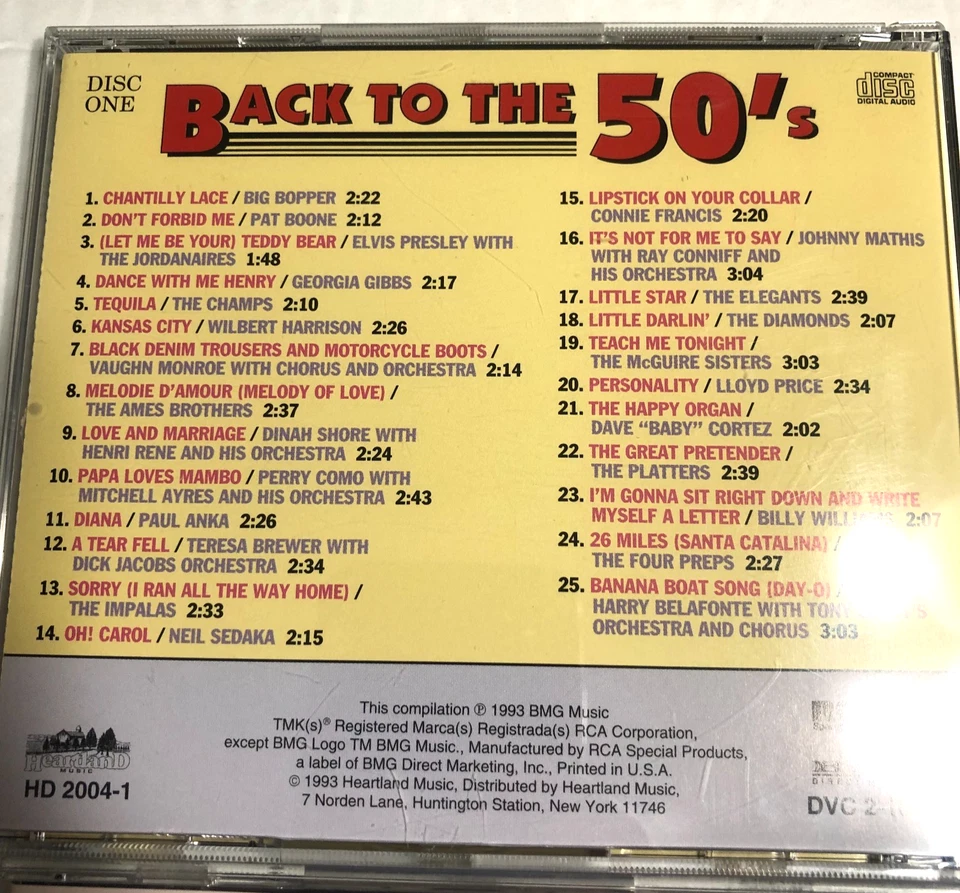 DISC
ONE
BACK TO THE 50's
COMPACT
disc
DIGITAL AUDIO
1. CHANTILLY LACE / BIG BOPPER 2:22
2. DON'T FORBID ME / PAT BOONE 2:12
3. (LET ME BE YOUR) TEDDY BEAR / ELVIS PRESLEY WITH
THE JORDANAIRES 1:48
4. DANCE WITH ME HENRY / GEORGIA GIBBS 2:17
5. TEQUILA / THE CHAMPS 2:10
6. KANSAS CITY / WILBERT HARRISON 2:26
7. BLACK DENIM TROUSERS AND MOTORCYCLE BOOTS /
VAUGHN MONROE WITH CHORUS AND ORCHESTRA 2:14
8. MELODIE D'AMOUR (MELODY OF LOVE) /
THE AMES BROTHERS 2:37
9. LOVE AND MARRIAGE / DINAH SHORE WITH
HENRI RENE AND HIS ORCHESTRA 2:24
10. PAPA LOVES MAMBO / PERRY COMO WITH
MITCHELL AYRES AND HIS ORCHESTRA 2:43
11. DIANA / PAUL ANKA 2:26
12. A TEAR FELL / TERESA BREWER WITH
DICK JACOBS ORCHESTRA 2:34
13. SORRY (I RAN ALL THE WAY HOME) /
THE IMPALAS 2:33
14. OH! CAROL / NEIL SEDAKA 2:15
15. LIPSTICK ON YOUR COLLAR /
CONNIE FRANCIS 2:20
16. IT'S NOT FOR ME TO SAY / JOHNNY MATHIS
WITH RAY CONNIFF AND
HIS ORCHESTRA 3:04
17. LITTLE STAR / THE ELEGANTS 2:39
18. LITTLE DARLIN' / THE DIAMONDS 2:07
19. TEACH ME TONIGHT /
THE McGUIRE SISTERS 3:03
20. PERSONALITY / LLOYD PRICE 2:34
21. THE HAPPY ORGAN /
DAVE "BABY" CORTEZ 2:02
22. THE GREAT PRETENDER /
THE PLATTERS 2:39
23. I'M GONNA SIT RIGHT DOWN AND WRITE
MYSELF A LETTER / BILLY 2:07
24. 26 MILES (SANTA CATALINA) /
THE FOUR PREPS 2:27
25. BANANA BOAT SONG (DAY-O)
HARRY BELAFONTE WITH
ORCHESTRA AND CHORUS 3:03
This compilation ℗ 1993 BMG Music
TMK(s)® Registered Marca(s) Registrada(s) RCA Corporation,
except BMG Logo TM BMG Music., Manufactured by RCA Special Products,
a label of BMG Direct Marketing, Inc., Printed in U.S.A.
© 1993 Heartland Music, Distributed by Heartland Music,
7 Norden Lane, Huntington Station, New York 11746
Heartland
MUSIC
HD 2004-1
DVC